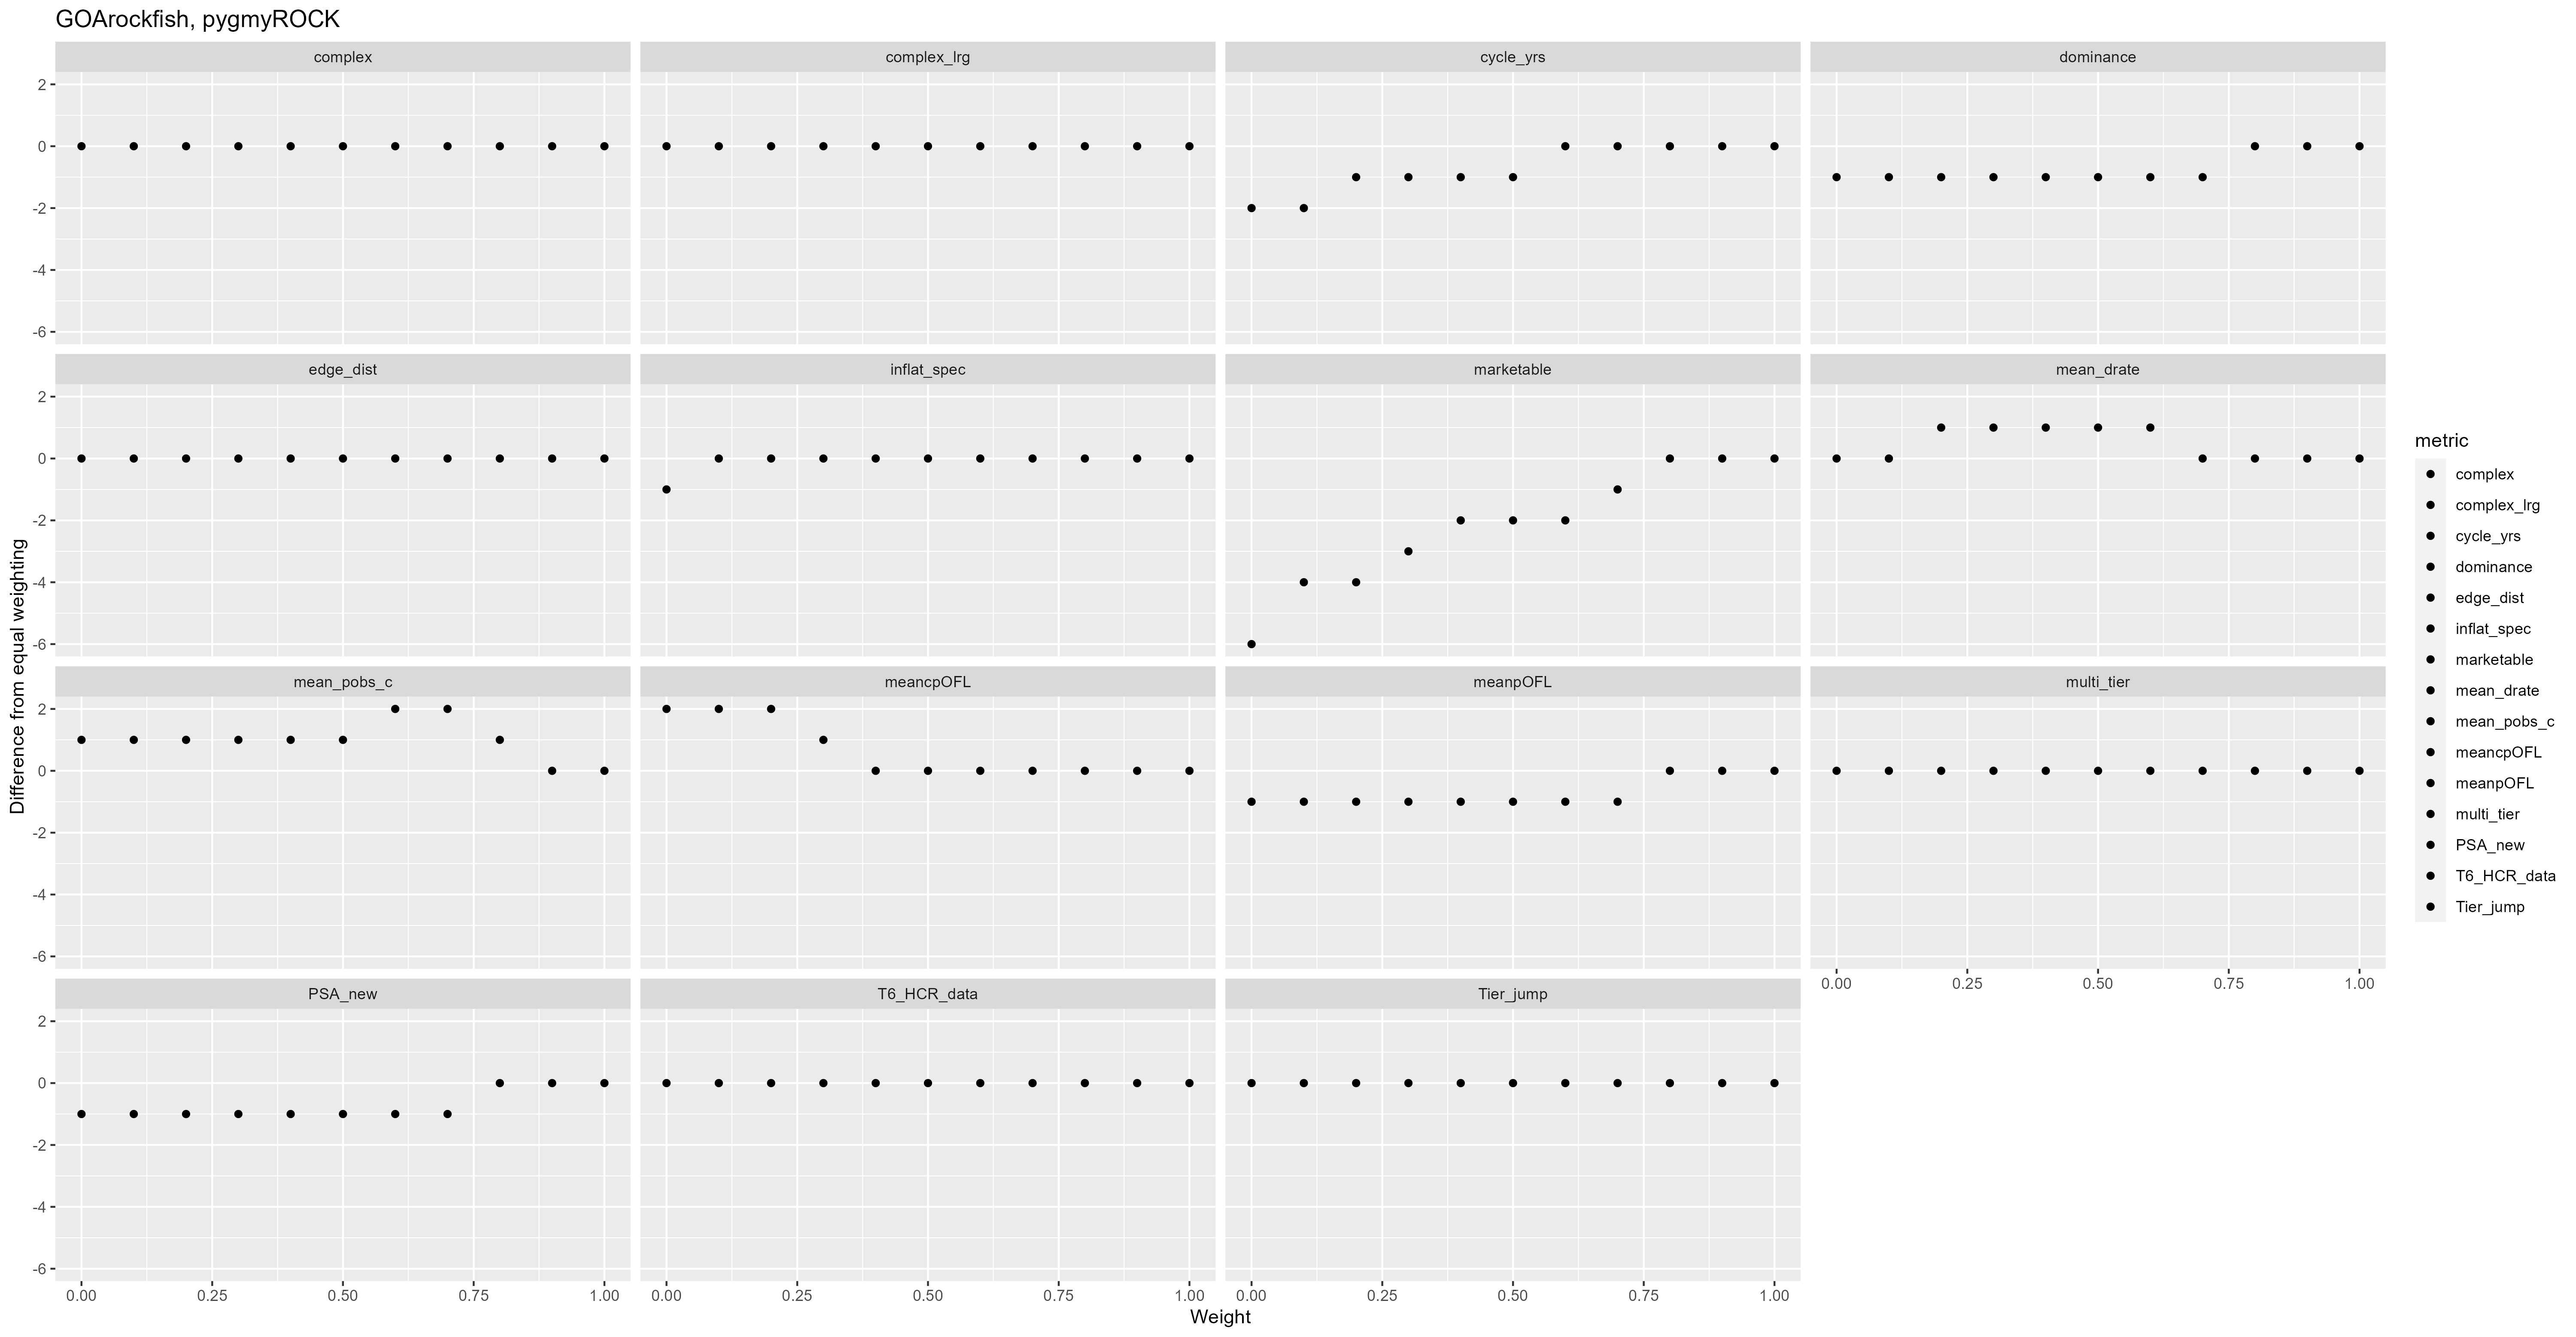 GOArockfish, pygmyROCK
complex
complex_lrg
cycle_yrs
dominance
2
0
-2
-4
-6
edge_dist
inflat_spec
marketable
mean_drate
2
0
-2
-4
-6
mean_pobs_c
meancpOFL
meanpOFL
multi_tier
2
0
-2
-4
-6
0.00 0.25 0.50 0.75 1.00
PSA_new
T6_HCR_data
Tier_jump
2
0
-2
-4
-6
0.00 0.25 0.50 0.75 1.00
0.00 0.25 0.50 0.75 1.00
0.00 0.25 0.50 0.75 1.00
Weight
Difference from equal weighting
metric
complex
complex_lrg
cycle_yrs
dominance
edge_dist
inflat_spec
marketable
mean_drate
mean_pobs_c
meancpOFL
meanpOFL
multi_tier
PSA_new
T6_HCR_data
Tier_jump